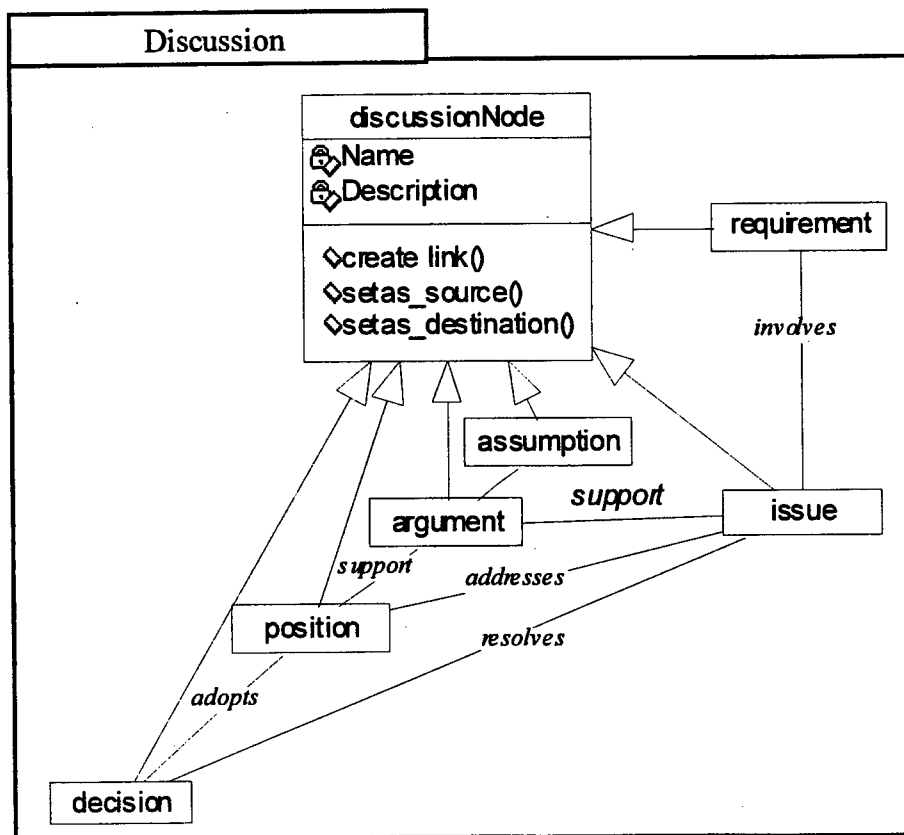 Discussion
discussionNode
Name
Description
create link()
setas_source()
setas_destination()
requirement
involves
assumption
support
argument
issue
support
addresses
position
resolves
adopts
decision